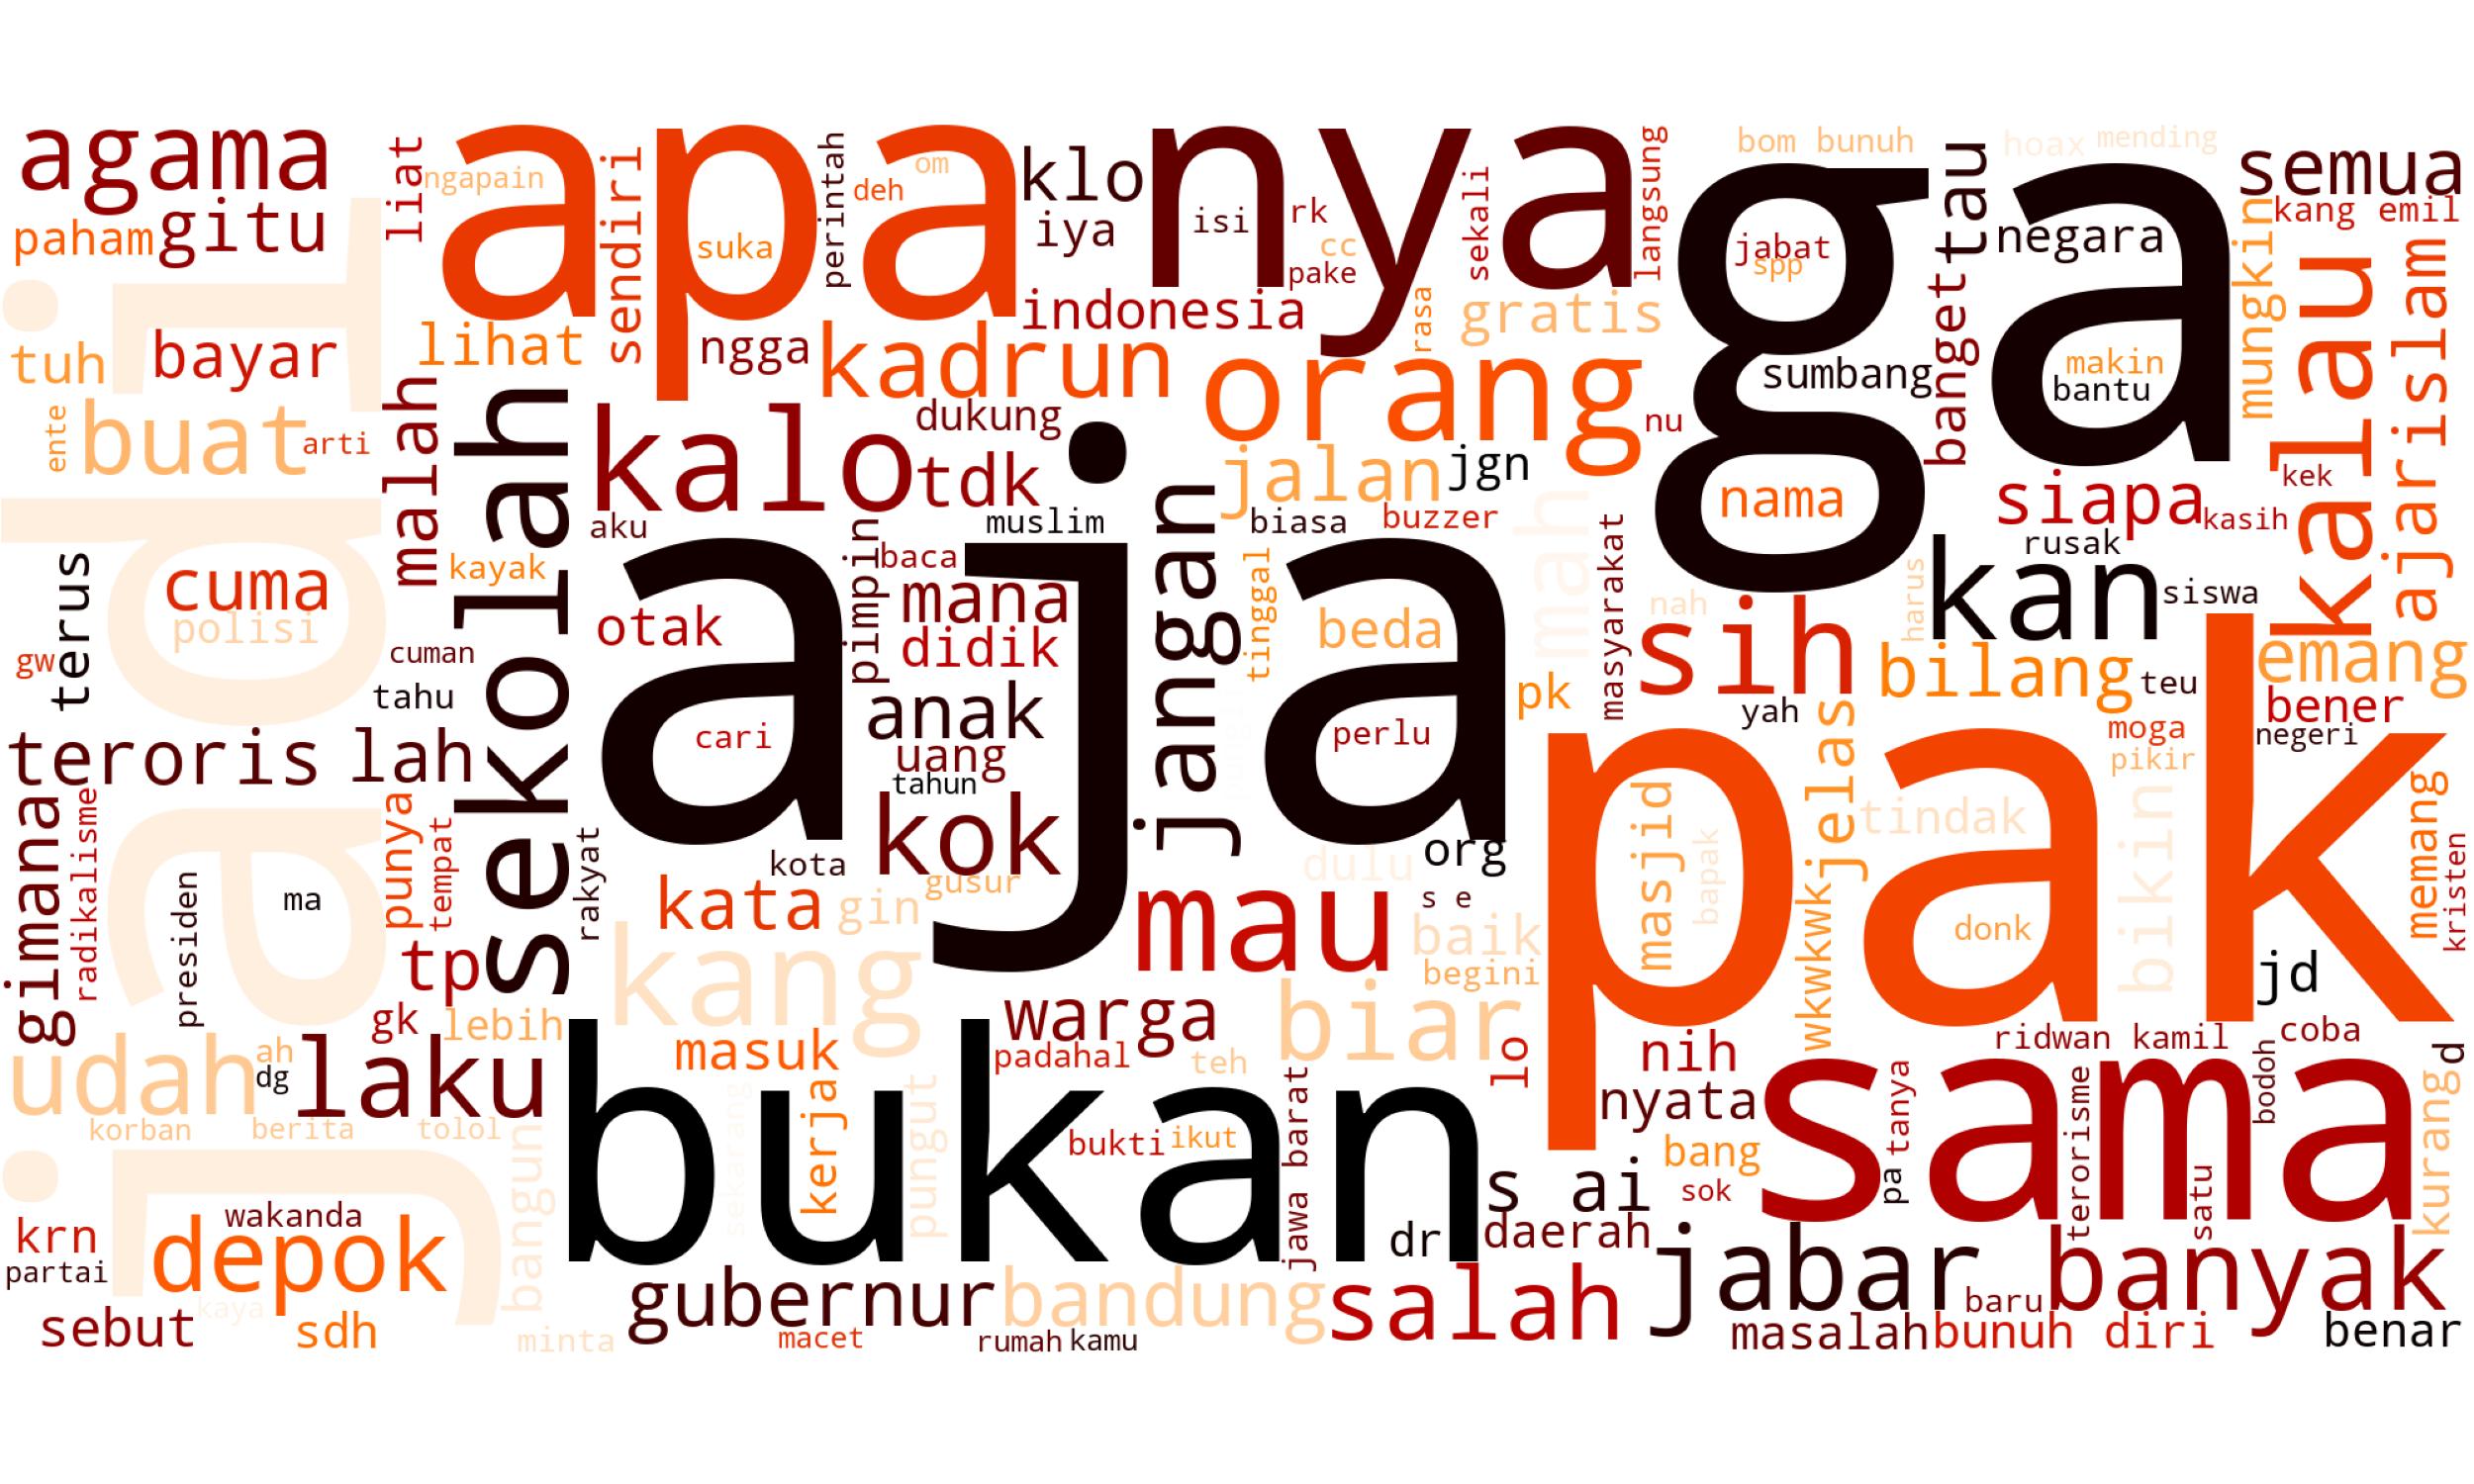 agama
liat
ngapain
apa
sendiri
suka
perintah
deh
om
klo
iya
nya
isi
rk
cc
pake
sekali
langsung
bom bunuh
hoax
mending
ga
jabat
spp
tau
negara
semua
kang emil
paham
gitu
mungkin
islam
tuh
bayar
lihat
ngga
kadrun
indonesia
rasa
gratis
orang
nu
sumbang
banget
makin
bantu
kalau
ajar
ente
buat
arti
malah
sekolah
kalo
dukung
tdk
jalan
jgn
nama
siapa
kasih
kek
jadi
aku
muslim
biasa
buzzer
mah
masyarakat
rusak
kan
siswa
terus
cuma
polisi
kayak
otak
aja
pimpin
baca
mana
didik
jangan
tinggal
beda
nah
sih
harus
bilang
teu
emang
bener
negeri
gw
cuman
tahu
anak
uang
tahun
cari
perlu
pk
yah
jelas
moga
pikir
teroris
lah
kok
kota
gimana
radikalisme
punya
tempat
rakyat
presiden
ma
tp
kata
gin
gusur
kang
mau
dulu
org
s e
baik
begini
pak
masjid
bapak
tindak
wkwkwk
donk
bikin
memang
kristen
jd
gk
lebih
udah
ah
dg
laku
masuk
warga
padahal
teh
biar
lo
nih
ridwan kamil
coba
d
korban
berita
tolol
bukan
sekarang
kerja
pungut
bukti
ikut
jawa barat
nyata
bang
sok
sama
pa
tanya
terorisme
satu
bodoh
kurang
wakanda
krn
partai
depok
kaya
sebut
sdh
bangun
minta
gubernur
macet
bandung
rumah
kamu
salah
dr
s ai
daerah
jabar
baru
banyak
masalah
bunuh diri
benar